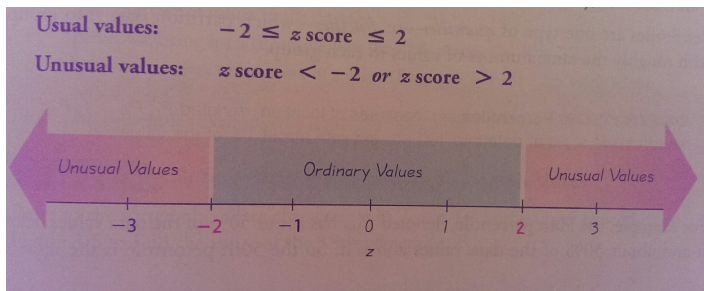 Usual values: −2 ≤ z score ≤ 2
Unusual values: z score < −2 or z score > 2
Unusual Values Ordinary Values Unusual Values
−3 −2 −1 0 1 2 3
z